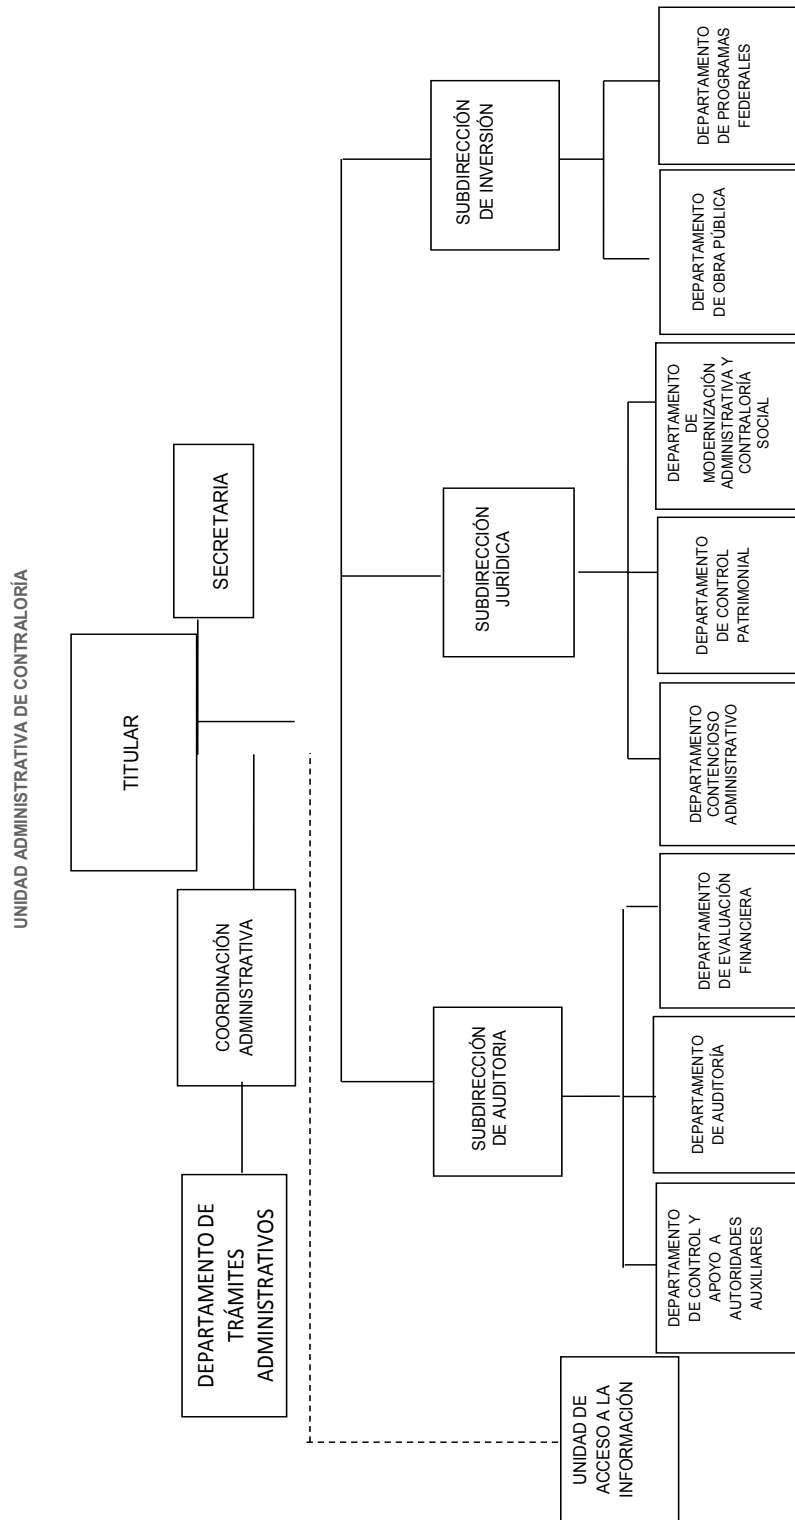 UNIDAD ADMINISTRATIVA DE CONTRALORÍA
TITULAR
SECRETARIA
COORDINACIÓN
ADMINISTRATIVA
DEPARTAMENTO DE
TRÁMITES
ADMINISTRATIVOS
UNIDAD DE
ACCESO A LA
INFORMACIÓN
SUBDIRECCIÓN
DE AUDITORIA
SUBDIRECCIÓN
JURÍDICA
SUBDIRECCIÓN
DE INVERSIÓN
DEPARTAMENTO
DE CONTROL Y
APOYO A
AUTORIDADES
AUXILIARES
DEPARTAMENTO
DE AUDITORÍA
DEPARTAMENTO
DE EVALUACIÓN
FINANCIERA
DEPARTAMENTO
CONTENCIOSO
ADMINISTRATIVO
DEPARTAMENTO
DE CONTROL
PATRIMONIAL
DEPARTAMENTO
DE
MODERNIZACIÓN
ADMINISTRATIVA Y
CONTRALORÍA
SOCIAL
DEPARTAMENTO
DE OBRA PÚBLICA
DEPARTAMENTO
DE PROGRAMAS
FEDERALES